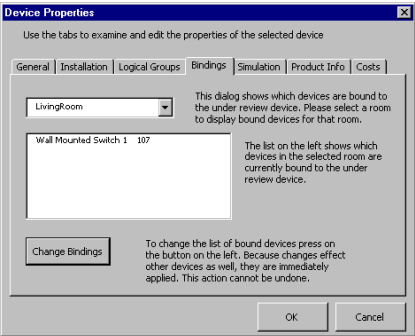 Device Properties
Use the tabs to examine and edit the properties of the selected device
General Installation Logical Groups Bindings Simulation Product Info Costs
LivingRoom
This dialog shows which devices are bound to
the under review device. Please select a room
to display bound devices for that room.
Wall Mounted Switch 1 107
The list on the left shows which
devices in the selected room are
currently bound to the under
review device.
Change Bindings
To change the list of bound devices press on
the button on the left. Because changes effect
other devices as well, they are immediately
applied. This action cannot be undone.
OK Cancel